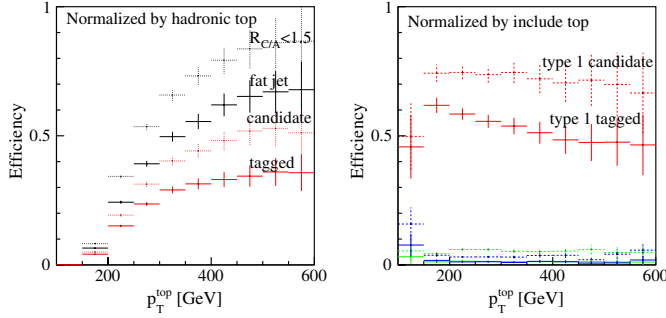 Normalized by hadronic top
R_{C/A}<1.5
fat jet
candidate
tagged
Efficiency
1
0.5
0
200
400
600
p_T^{top} [GeV]
Normalized by include top
type 1 candidate
type 1 tagged
Efficiency
1
0.5
0
200
400
600
p_T^{top} [GeV]